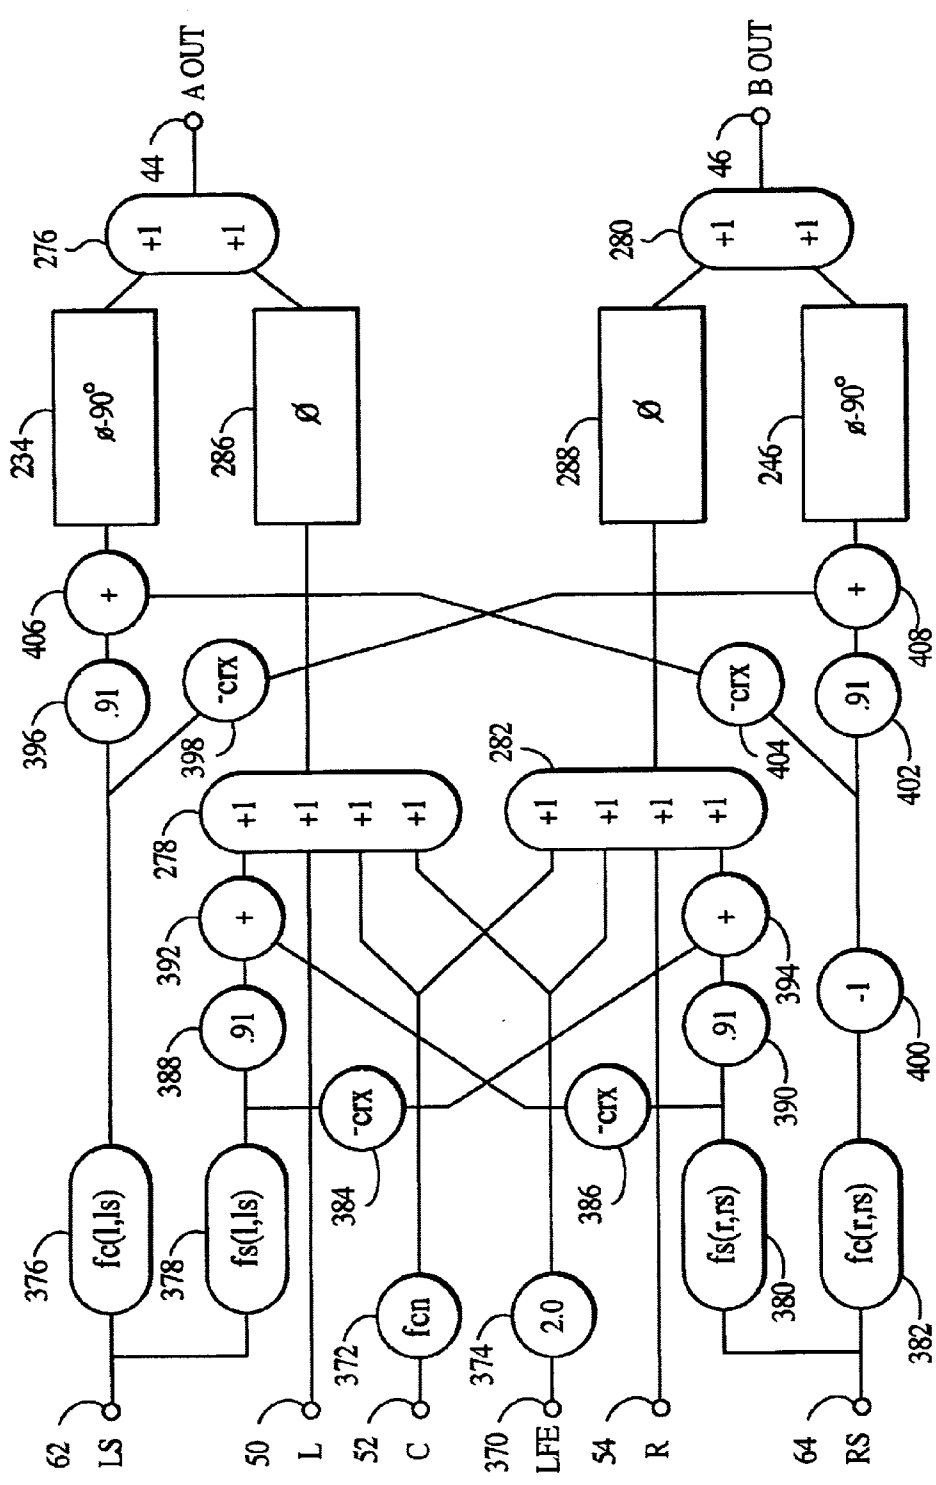 62
LS
376
fc(l,ls)
396
.91
406
+
234
ø-90°
276
+1
+1
44
A OUT
378
fs(l,ls)
388
.91
392
+
278
+1
+1
+1
+1
398
-crx
286
ø
50
L
384
-crx
52
C
372
fcn
370
LFE
374
2.0
386
-crx
282
+1
+1
+1
+1
404
-crx
288
ø
280
+1
+1
46
B OUT
54
R
fs(r,rs)
380
.91
390
+
394
246
ø-90°
64
RS
fc(r,rs)
382
-1
400
.91
402
+
408